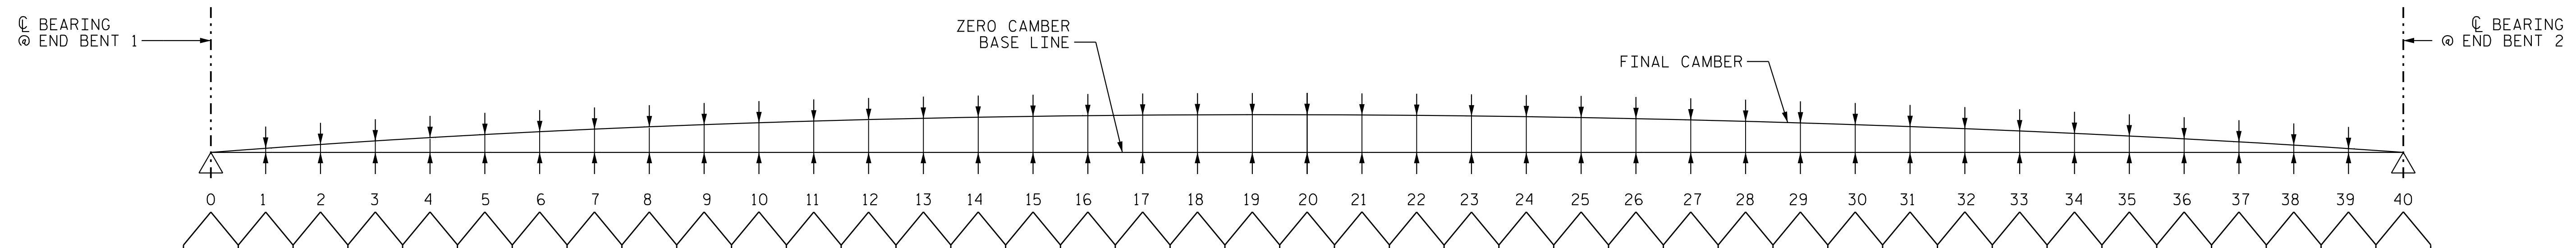 ℄ BEARING
@ END BENT 1
ZERO CAMBER
BASE LINE
FINAL CAMBER
℄ BEARING
@ END BENT 2
0 1 2 3 4 5 6 7 8 9 10 11 12 13 14 15 16 17 18 19 20 21 22 23 24 25 26 27 28 29 30 31 32 33 34 35 36 37 38 39 40